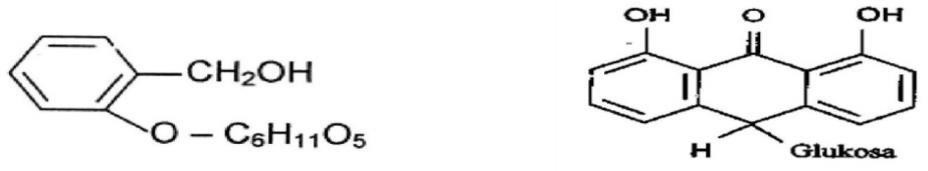 OH O OH
CH₂OH
O – C₆H₁₁O₅
H Glukosa